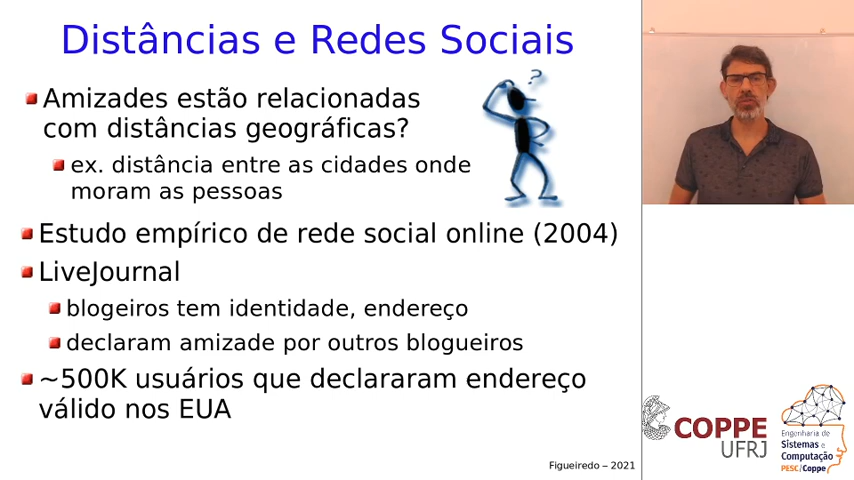 Distâncias e Redes Sociais
Amizades estão relacionadas
com distâncias geográficas?
ex. distância entre as cidades onde
moram as pessoas
Estudo empírico de rede social online (2004)
LiveJournal
blogeiros tem identidade, endereço
declaram amizade por outros blogueiros
~500K usuários que declararam endereço
válido nos EUA
Figueiredo – 2021
?
COPPE
UFRJ
Engenharia de
Sistemas e
Computação
PESC/Coppe